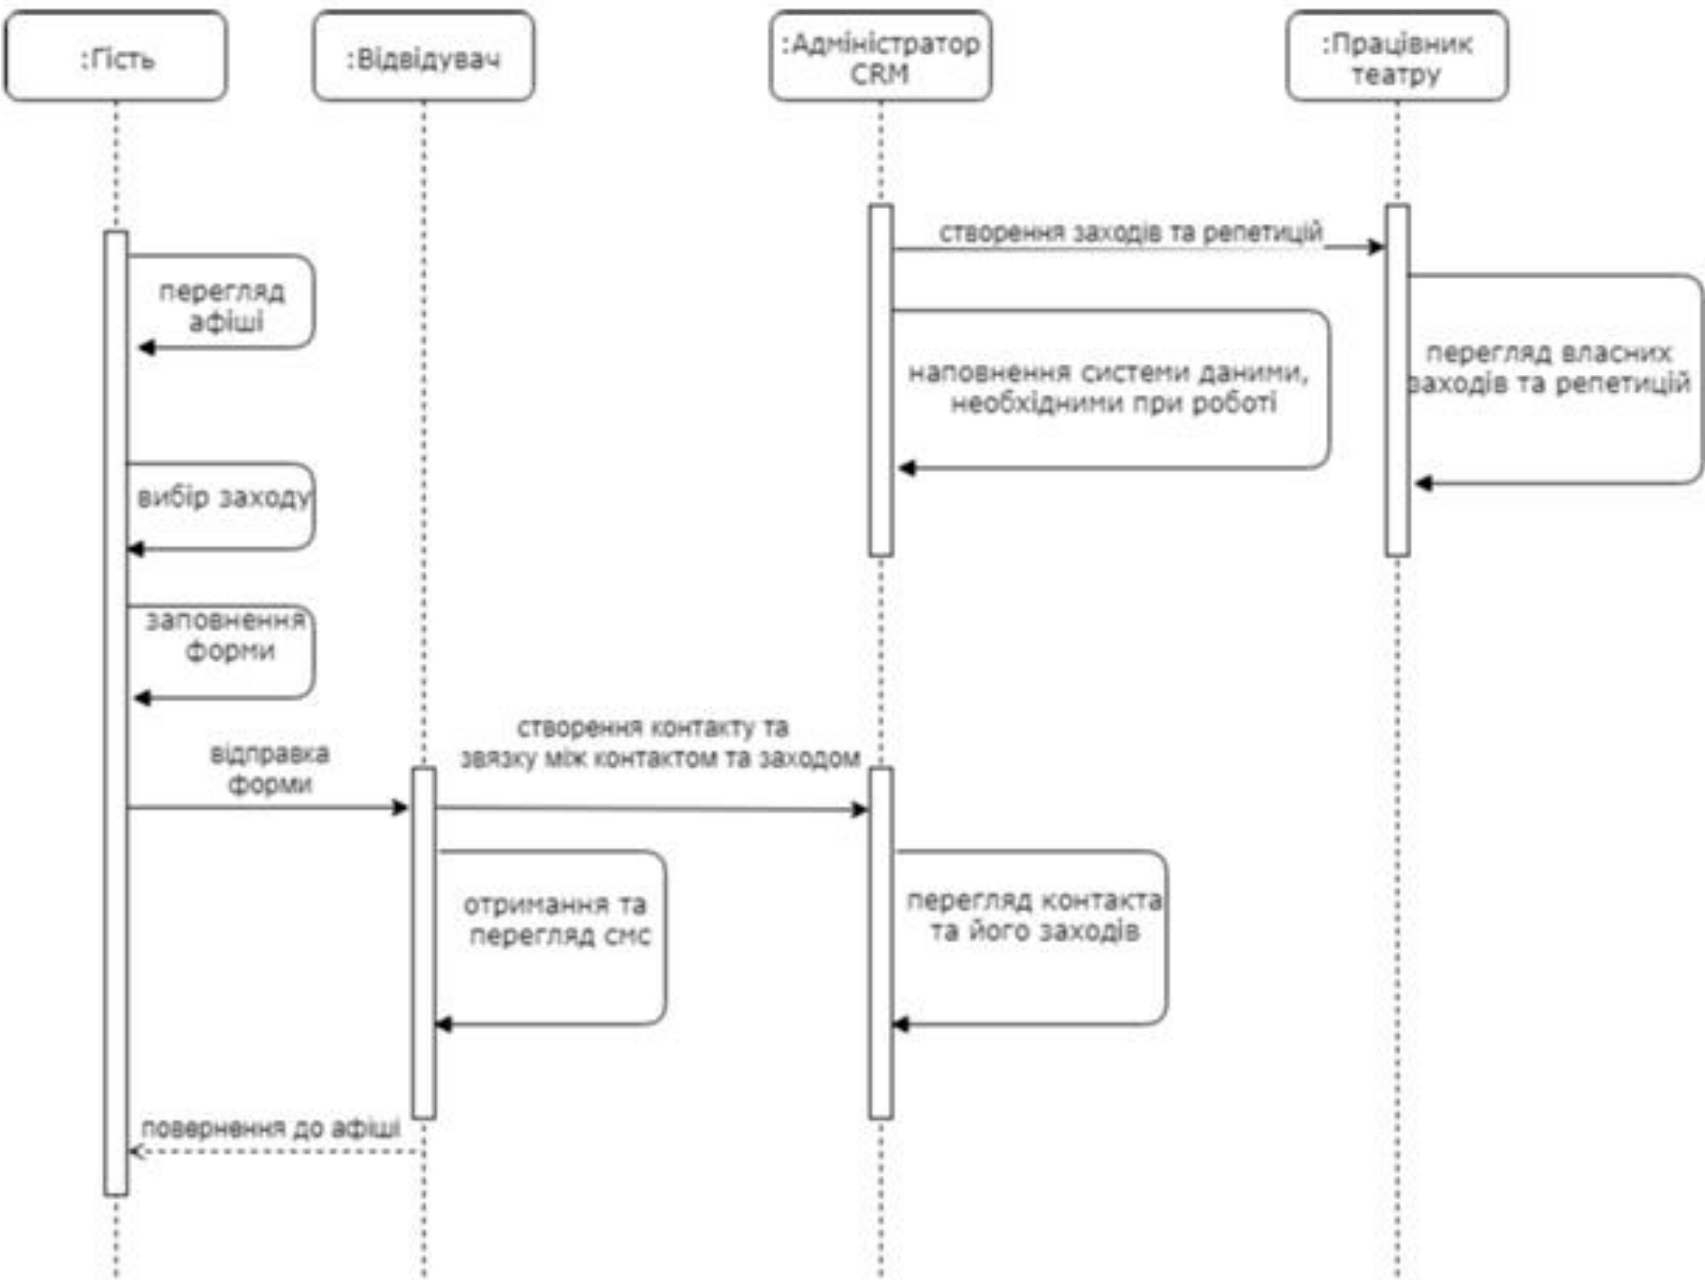 :Гість
:Відвідувач
:Адміністратор
CRM
:Працівник
театру
створення заходів та репетицій
перегляд
афіші
наповнення системи даними,
необхідними при роботі
перегляд власних
заходів та репетицій
вибір заходу
заповнення
форми
відправка
форми
створення контакту та
звязку між контактом та заходом
отримання та
перегляд смс
перегляд контакта
та його заходів
повернення до афіші